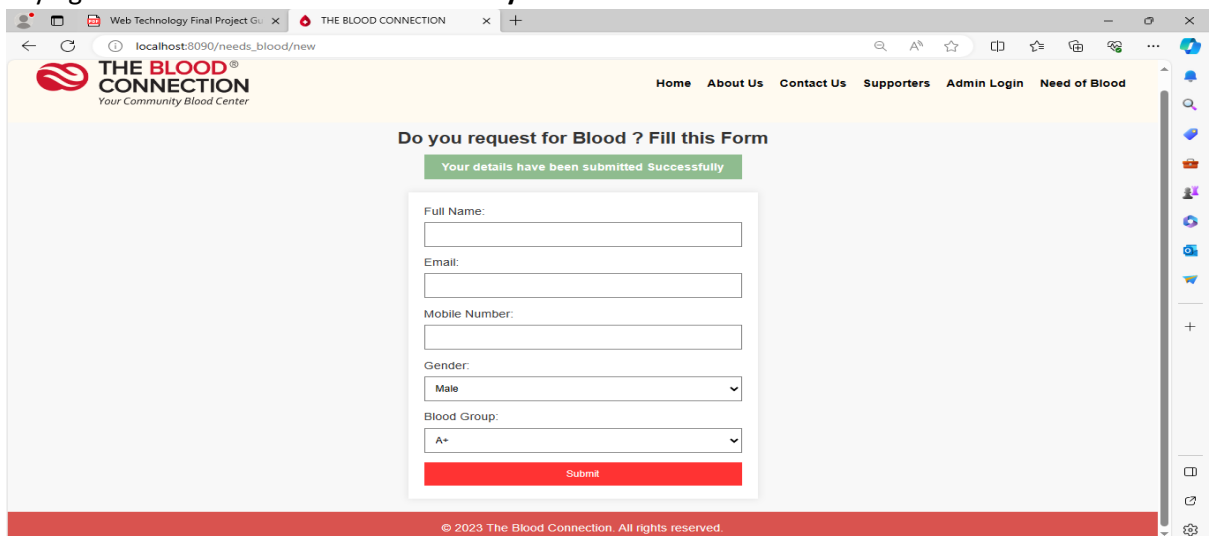 Web Technology Final Project Gu
THE BLOOD CONNECTION
localhost:8090/needs_blood/new
THE BLOOD®
CONNECTION
Your Community Blood Center
Home About Us Contact Us Supporters Admin Login Need of Blood
Do you request for Blood ? Fill this Form
Your details have been submitted Successfully
Full Name:
Email:
Mobile Number:
Gender:
Male
Blood Group:
A+
Submit
© 2023 The Blood Connection. All rights reserved.